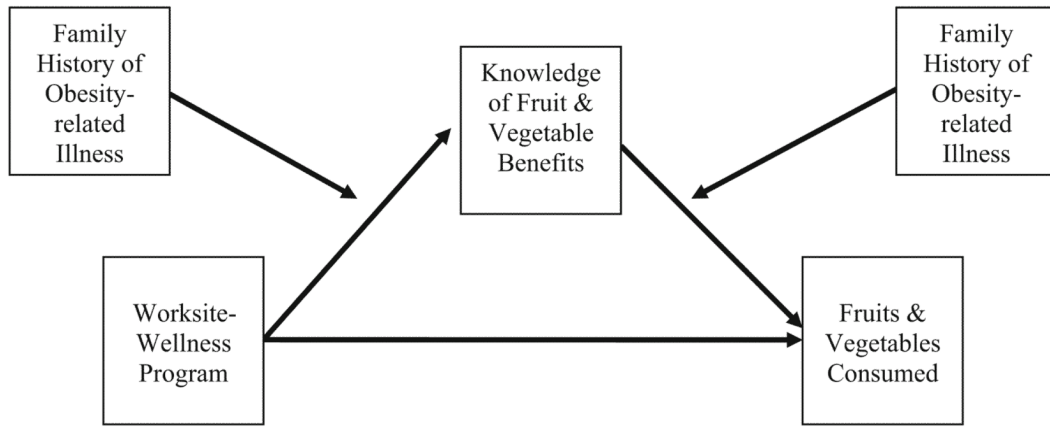 Family
History of
Obesity-
related
Illness
Knowledge
of Fruit &
Vegetable
Benefits
Family
History of
Obesity-
related
Illness
Worksite-
Wellness
Program
Fruits &
Vegetables
Consumed